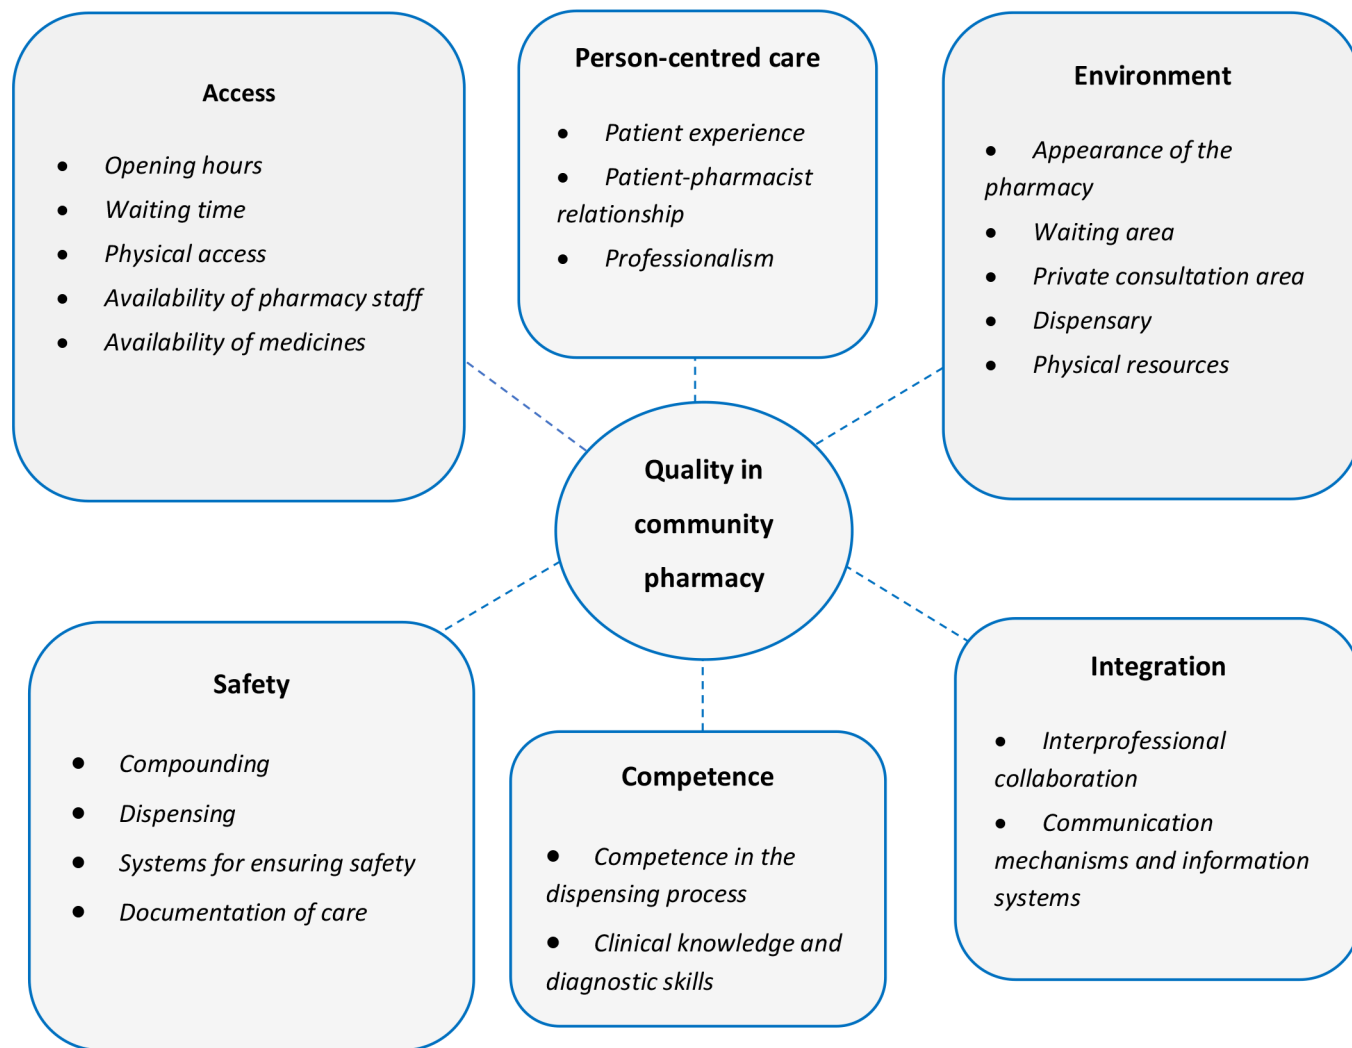 Access
• Opening hours
• Waiting time
• Physical access
• Availability of pharmacy staff
• Availability of medicines
Person-centred care
• Patient experience
• Patient-pharmacist
relationship
• Professionalism
Environment
• Appearance of the
pharmacy
• Waiting area
• Private consultation area
• Dispensary
• Physical resources
Quality in
community
pharmacy
Safety
• Compounding
• Dispensing
• Systems for ensuring safety
• Documentation of care
Competence
• Competence in the
dispensing process
• Clinical knowledge and
diagnostic skills
Integration
• Interprofessional
collaboration
• Communication
mechanisms and information
systems